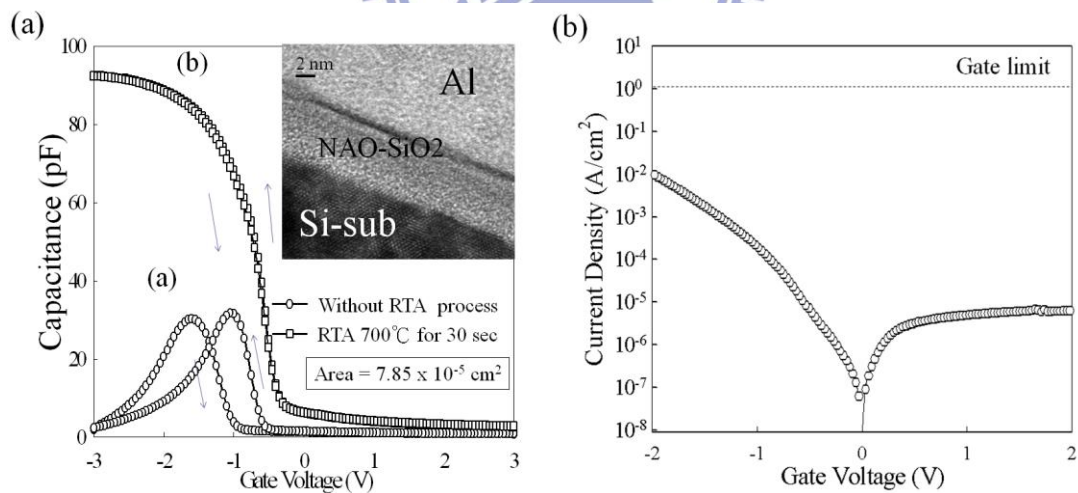 (a)
100
80
60
40
20
0
Capacitance (pF)
(b)
(a)
2 nm
Al
NAO-SiO2
Si-sub
Without RTA process
RTA 700℃ for 30 sec
Area = 7.85 x 10⁻⁵ cm²
-3 -2 -1 0 1 2 3
Gate Voltage (V)
(b)
10¹
10⁰
10⁻¹
10⁻²
10⁻³
10⁻⁴
10⁻⁵
10⁻⁶
10⁻⁷
10⁻⁸
Current Density (A/cm²)
Gate limit
-2 -1 0 1 2
Gate Voltage (V)